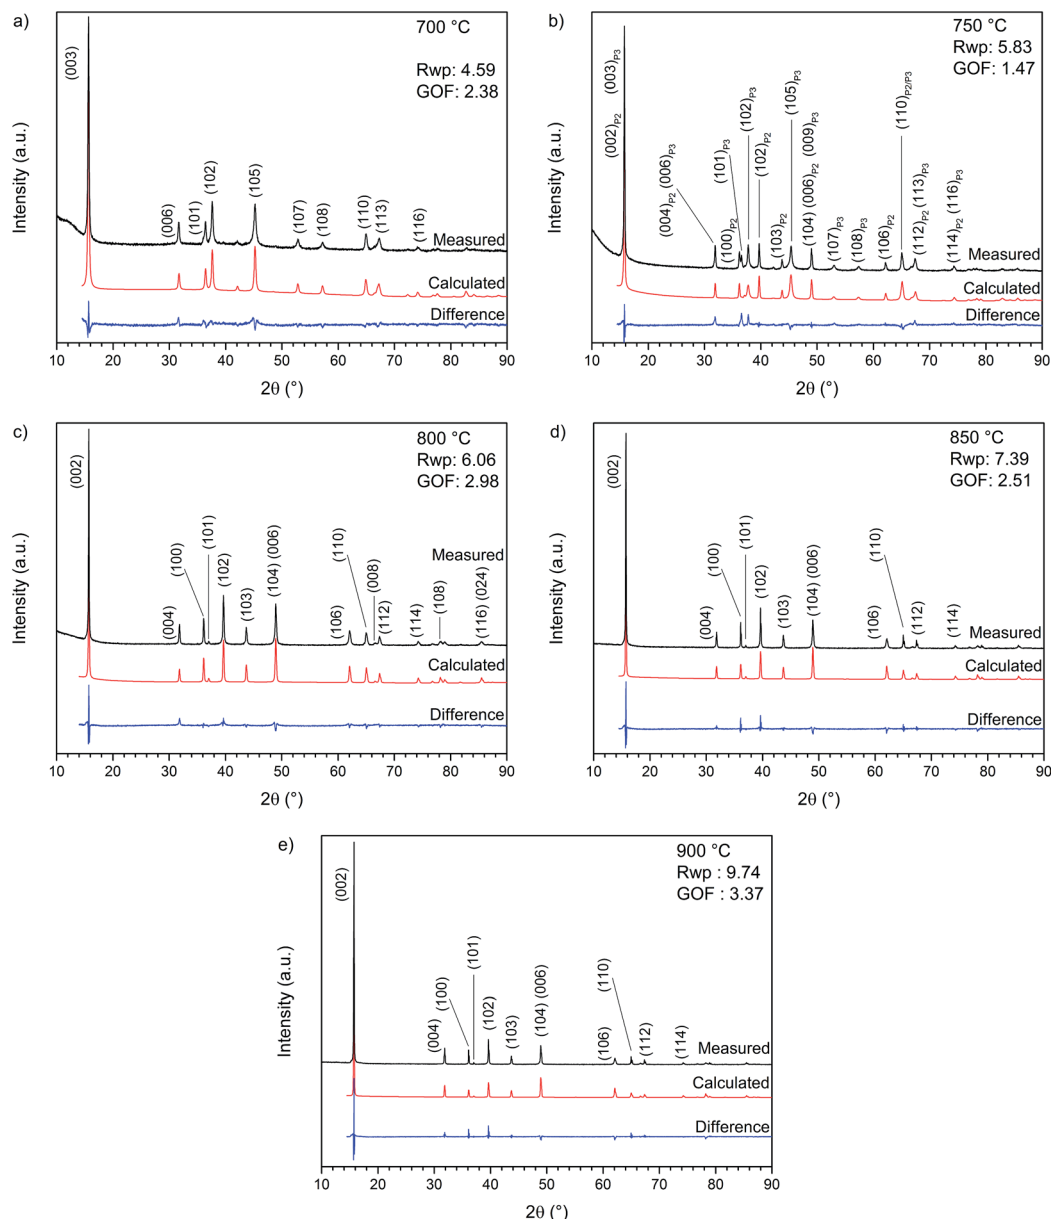 a)
700 °C
Rwp: 4.59
GOF: 2.38
(003)
(006)
(101)
(102)
(105)
(107)
(108)
(110)
(113)
(116)
Measured
Calculated
Difference
Intensity (a.u.)
10 20 30 40 50 60 70 80 90
2θ (°)
b)
750 °C
Rwp: 5.83
GOF: 1.47
(002)P2 (003)P3
(004)P2 (006)P3
(100)P2
(101)P3
(102)P3
(102)P2
(103)P2
(105)P3
(104) (006)P2 (009)P3
(107)P3
(108)P3
(106)P2
(110)P2/P3
(112)P2 (113)P3
(114)P2 (116)P3
Measured
Calculated
Difference
Intensity (a.u.)
10 20 30 40 50 60 70 80 90
2θ (°)
c)
800 °C
Rwp: 6.06
GOF: 2.98
(002)
(004)
(100)
(101)
(102)
(103)
(104) (006)
(106)
(110)
(008)
(112)
(114)
(108)
(116) (024)
Measured
Calculated
Difference
Intensity (a.u.)
10 20 30 40 50 60 70 80 90
2θ (°)
d)
850 °C
Rwp: 7.39
GOF: 2.51
(002)
(004)
(100)
(101)
(102)
(103)
(104) (006)
(106)
(110)
(112)
(114)
Measured
Calculated
Difference
Intensity (a.u.)
10 20 30 40 50 60 70 80 90
2θ (°)
e)
900 °C
Rwp : 9.74
GOF : 3.37
(002)
(004)
(100)
(101)
(102)
(103)
(104) (006)
(106)
(110)
(112)
(114)
Measured
Calculated
Difference
Intensity (a.u.)
10 20 30 40 50 60 70 80 90
2θ (°)